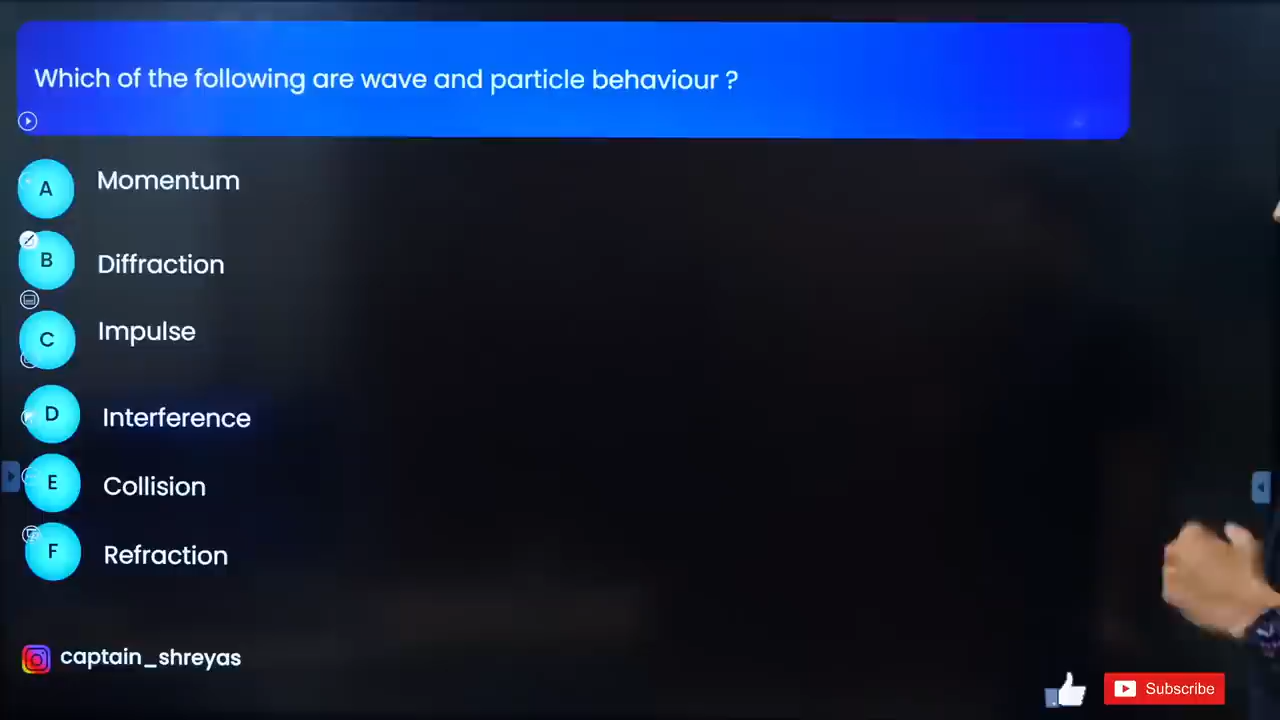 Which of the following are wave and particle behaviour ?
A Momentum
B Diffraction
C Impulse
D Interference
E Collision
F Refraction
captain_shreyas
Subscribe